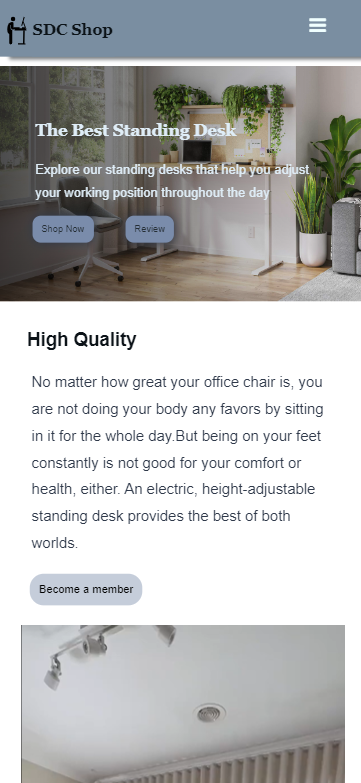 SDC Shop
The Best Standing Desk
Explore our standing desks that help you adjust
your working position throughout the day
Shop Now
Review
High Quality
No matter how great your office chair is, you
are not doing your body any favors by sitting
in it for the whole day.But being on your feet
constantly is not good for your comfort or
health, either. An electric, height-adjustable
standing desk provides the best of both
worlds.
Become a member